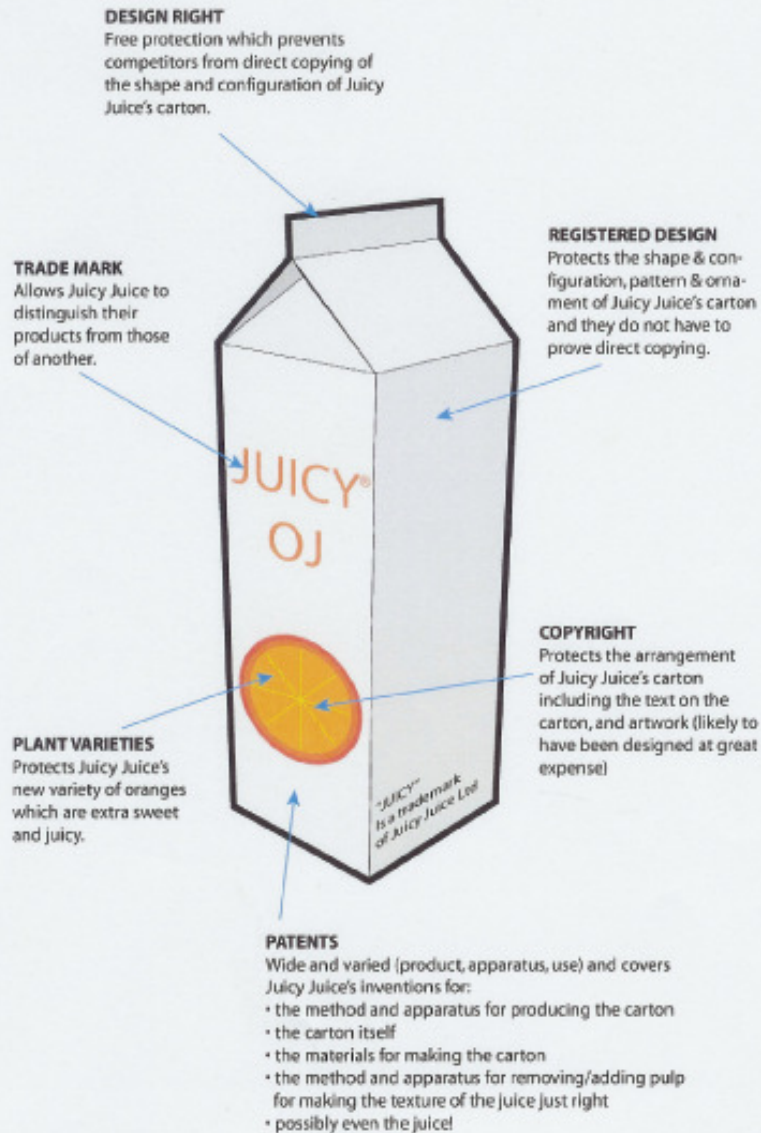 DESIGN RIGHT
Free protection which prevents
competitors from direct copying of
the shape and configuration of Juicy
Juice's carton.
REGISTERED DESIGN
Protects the shape & con-
figuration, pattern & orna-
ment of Juicy Juice's carton
and they do not have to
prove direct copying.
TRADE MARK
Allows Juicy Juice to
distinguish their
products from those
of another.
JUICY®
OJ
COPYRIGHT
Protects the arrangement
of Juicy Juice's carton
including the text on the
carton, and artwork (likely to
have been designed at great
expense)
PLANT VARIETIES
Protects Juicy Juice's
new variety of oranges
which are extra sweet
and juicy.
"JUICY"
Is a trademark
of Juicy Juice Ltd
PATENTS
Wide and varied (product, apparatus, use) and covers
Juicy Juice's inventions for:
• the method and apparatus for producing the carton
• the carton itself
• the materials for making the carton
• the method and apparatus for removing/adding pulp
for making the texture of the juice just right
• possibly even the juice!